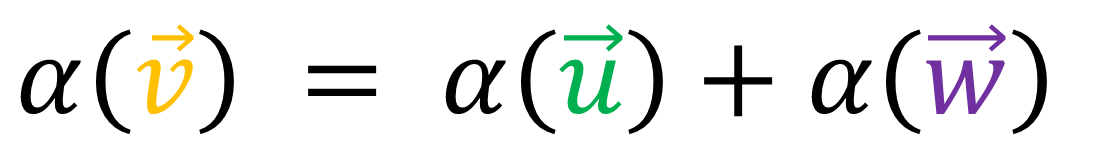 α(v⃗) = α(u⃗) + α(w⃗)